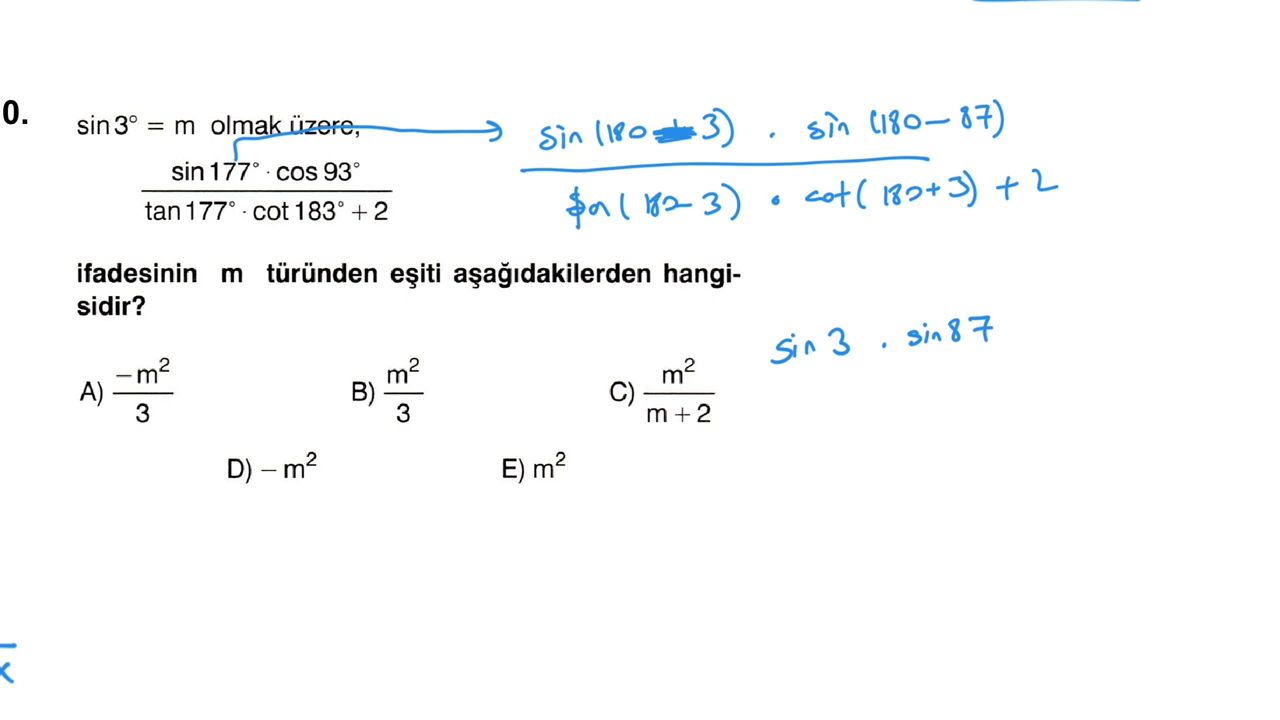 0.
sin 3° = m olmak üzere,
sin (180 - 3) . sin (180 - 87)
sin 177° · cos 93°
tan 177° · cot 183° + 2
(180 - 3) . cot (180 + 3) + 2
ifadesinin m türünden eşiti aşağıdakilerden hangi-
sidir?
sin 3 . sin 87
A) −m² / 3 B) m² / 3 C) m² / m + 2
D) − m² E) m²
x